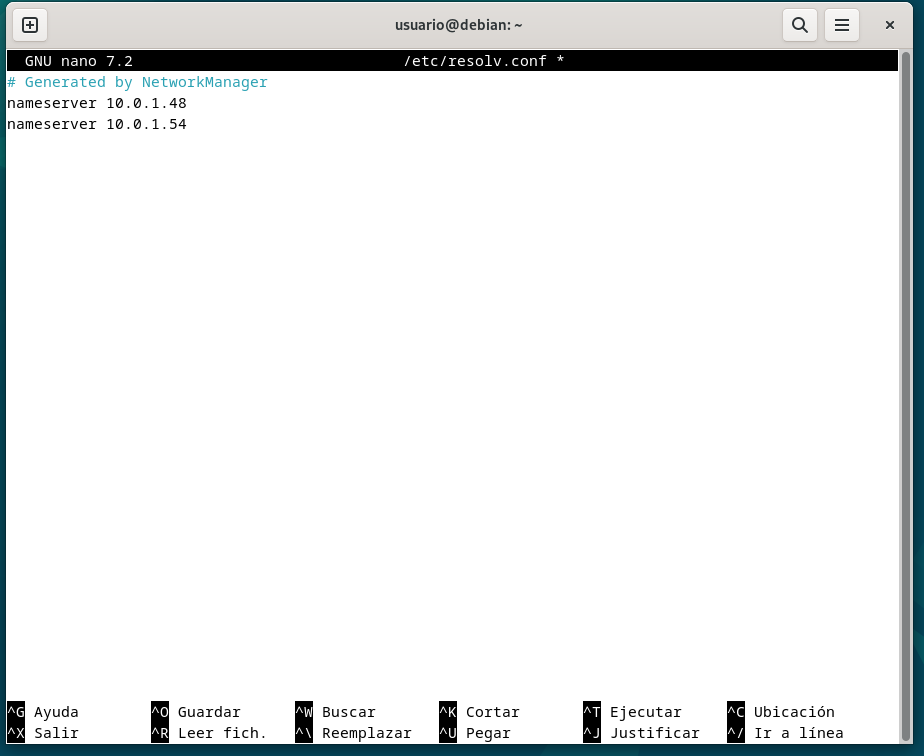 usuario@debian: ~
GNU nano 7.2 /etc/resolv.conf *
# Generated by NetworkManager
nameserver 10.0.1.48
nameserver 10.0.1.54
^G Ayuda ^O Guardar ^W Buscar ^K Cortar ^T Ejecutar ^C Ubicación
^X Salir ^R Leer fich. ^\ Reemplazar ^U Pegar ^J Justificar ^/ Ir a línea